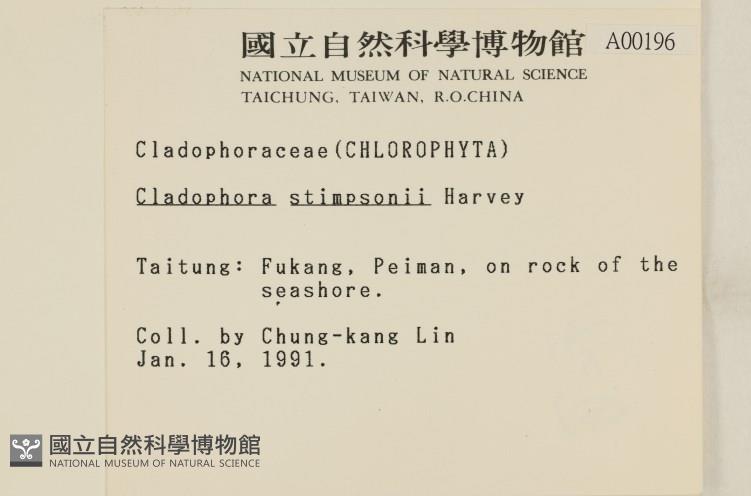 國立自然科學博物館 A00196
NATIONAL MUSEUM OF NATURAL SCIENCE
TAICHUNG, TAIWAN, R.O.CHINA
Cladophoraceae(CHLOROPHYTA)
Cladophora stimpsonii Harvey
Taitung: Fukang, Peiman, on rock of the
seashore.
Coll. by Chung-kang Lin
Jan. 16, 1991.
國立自然科學博物館
NATIONAL MUSEUM OF NATURAL SCIENCE